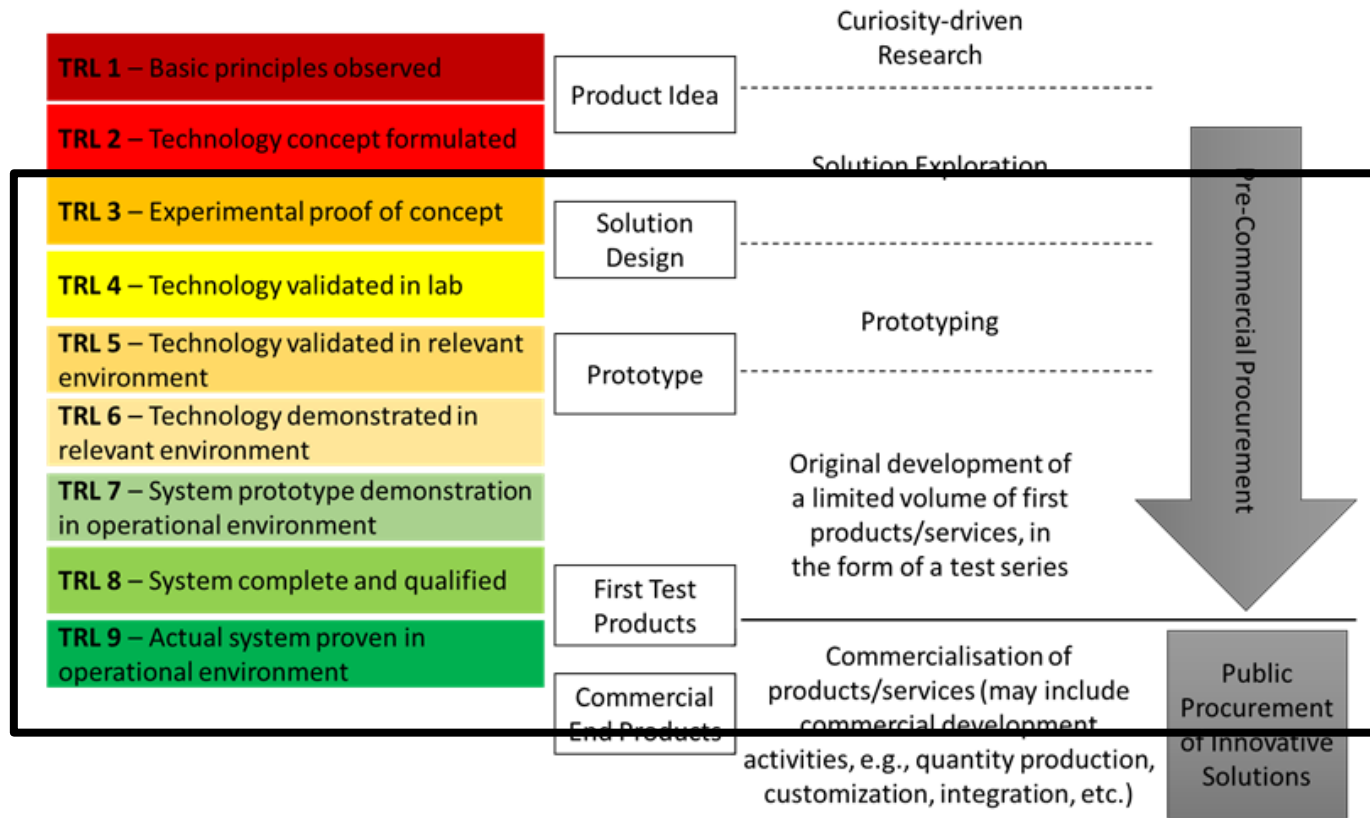 TRL 1 – Basic principles observed
TRL 2 – Technology concept formulated
TRL 3 – Experimental proof of concept
TRL 4 – Technology validated in lab
TRL 5 – Technology validated in relevant
environment
TRL 6 – Technology demonstrated in
relevant environment
TRL 7 – System prototype demonstration
in operational environment
TRL 8 – System complete and qualified
TRL 9 – Actual system proven in
operational environment
Product Idea
Solution
Design
Prototype
First Test
Products
Commercial
End Products
Curiosity-driven
Research
Solution Exploration
Prototyping
Original development of
a limited volume of first
products/services, in
the form of a test series
Commercialisation of
products/services (may include
commercial development
activities, e.g., quantity production,
customization, integration, etc.)
Pre-Commercial Procurement
Public
Procurement
of Innovative
Solutions